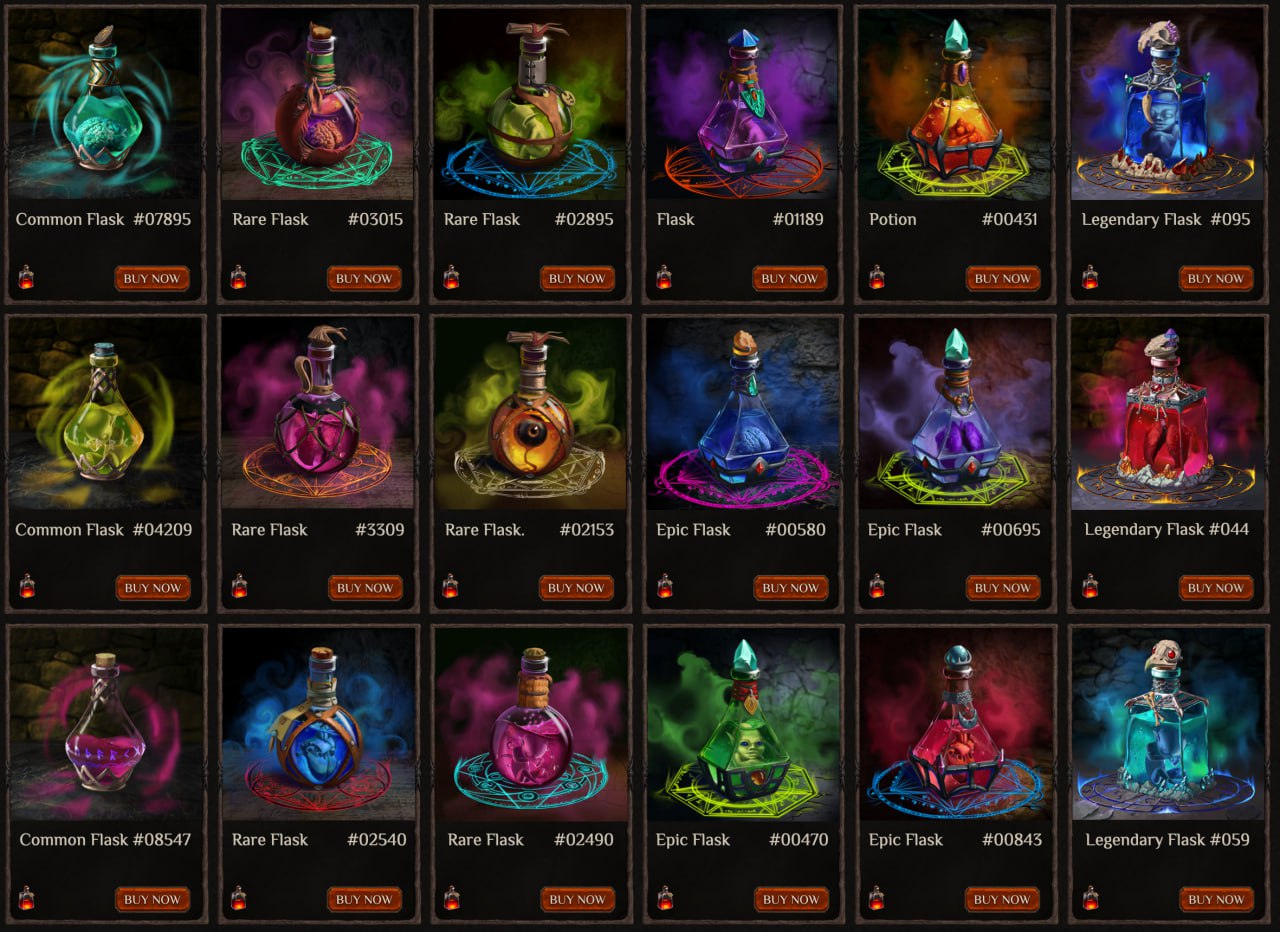 Common Flask #07895
Rare Flask #03015
Rare Flask #02895
Flask #01189
Potion #00431
Legendary Flask #095
BUY NOW
BUY NOW
BUY NOW
BUY NOW
BUY NOW
BUY NOW
Common Flask #04209
Rare Flask #3309
Rare Flask. #02153
Epic Flask #00580
Epic Flask #00695
Legendary Flask #044
BUY NOW
BUY NOW
BUY NOW
BUY NOW
BUY NOW
BUY NOW
Common Flask #08547
Rare Flask #02540
Rare Flask #02490
Epic Flask #00470
Epic Flask #00843
Legendary Flask #059
BUY NOW
BUY NOW
BUY NOW
BUY NOW
BUY NOW
BUY NOW